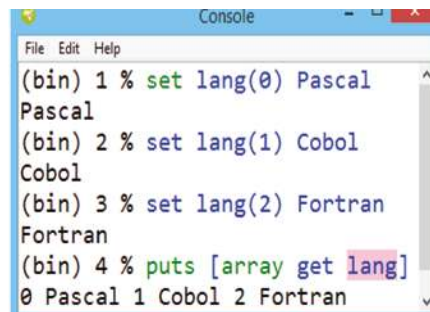 Console
File Edit Help
(bin) 1 % set lang(0) Pascal
Pascal
(bin) 2 % set lang(1) Cobol
Cobol
(bin) 3 % set lang(2) Fortran
Fortran
(bin) 4 % puts [array get lang]
0 Pascal 1 Cobol 2 Fortran